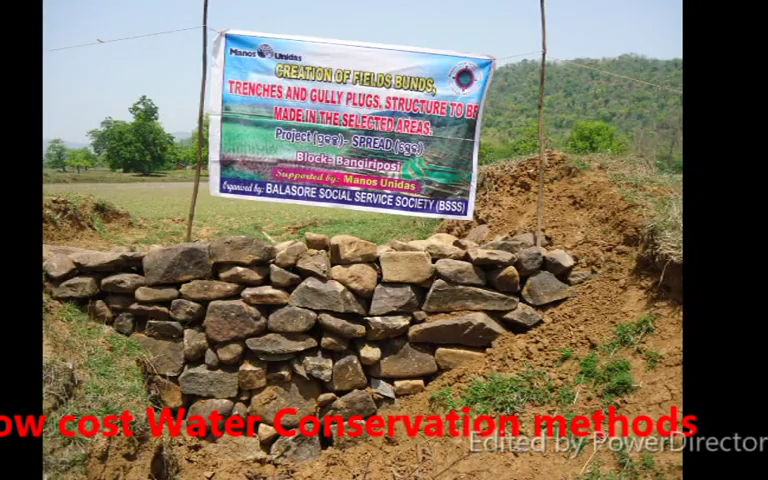 Manos Unidas
CREATION OF FIELDS BUNDS,
TRENCHES AND GULLY PLUGS, STRUCTURE TO BE
MADE IN THE SELECTED AREAS.
Project (ପ୍ରକଳ୍ପ)- SPREAD (ସ୍ପ୍ରେଡ୍)
Block- Bangiriposi
Supported by:- Manos Unidas
Organised by:- BALASORE SOCIAL SERVICE SOCIETY (BSSS)
ow cost Water Conservation methods
Edited by PowerDirector